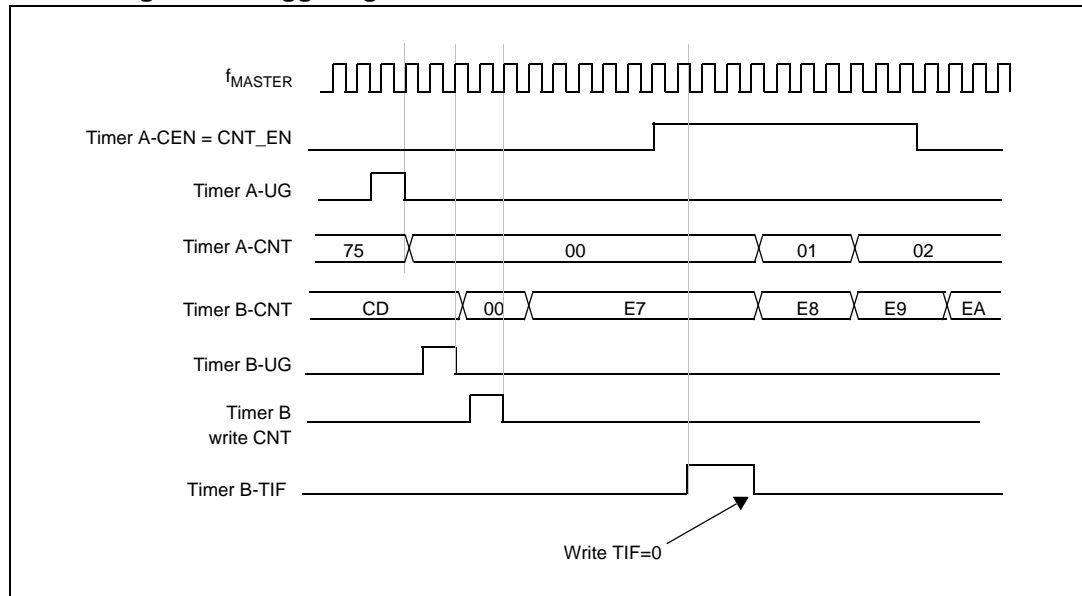 fMASTER
Timer A-CEN = CNT_EN
Timer A-UG
Timer A-CNT 75 00 01 02
Timer B-CNT CD 00 E7 E8 E9 EA
Timer B-UG
Timer B
write CNT
Timer B-TIF
Write TIF=0